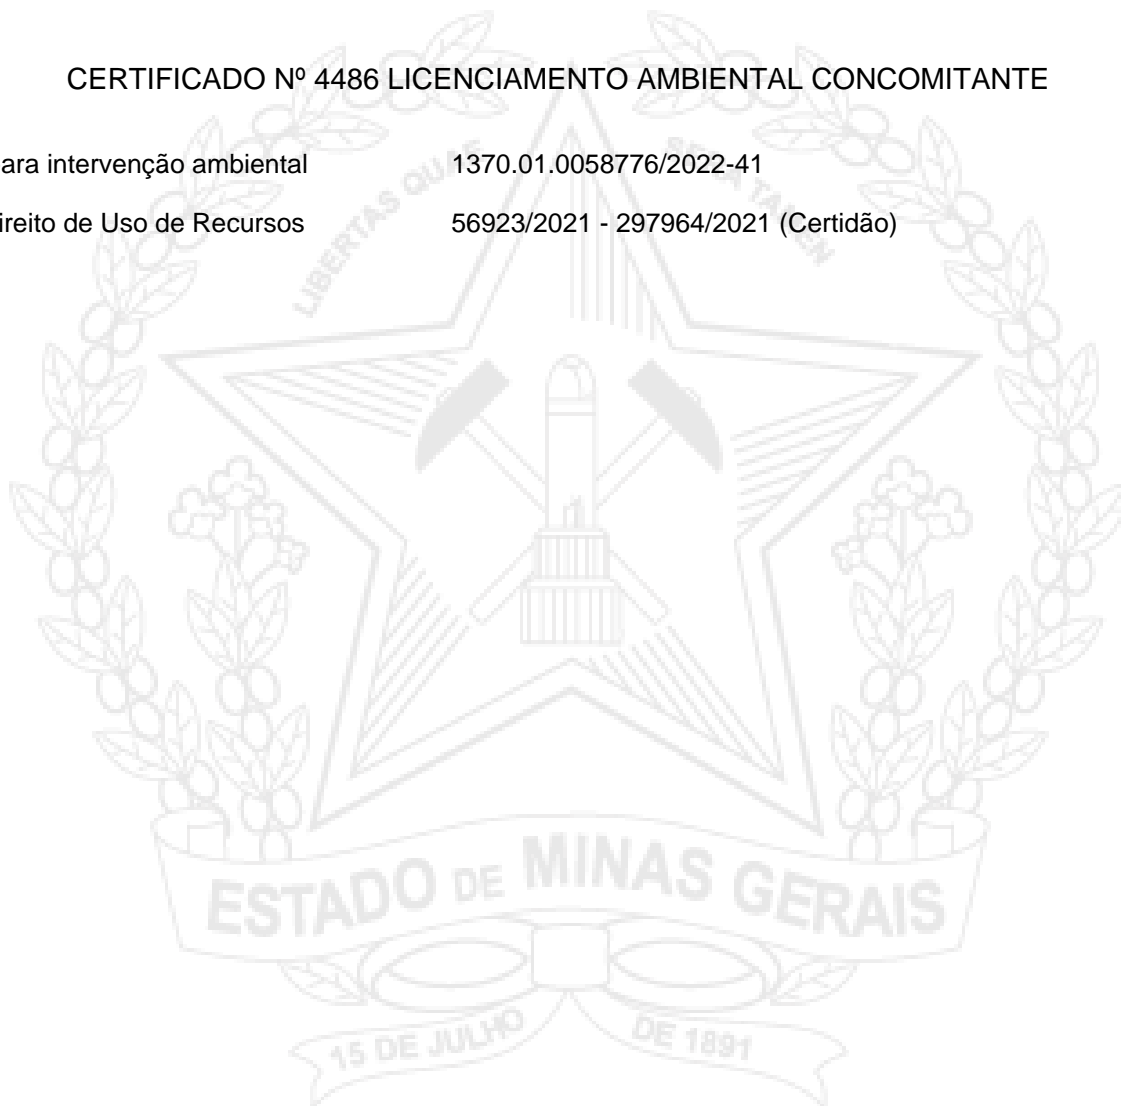 CERTIFICADO Nº 4486 LICENCIAMENTO AMBIENTAL CONCOMITANTE
ara intervenção ambiental 1370.01.0058776/2022-41
ireito de Uso de Recursos 56923/2021 - 297964/2021 (Certidão)
LIBERTAS QUAE SERA TAMEN
ESTADO DE MINAS GERAIS
15 DE JULHO DE 1891